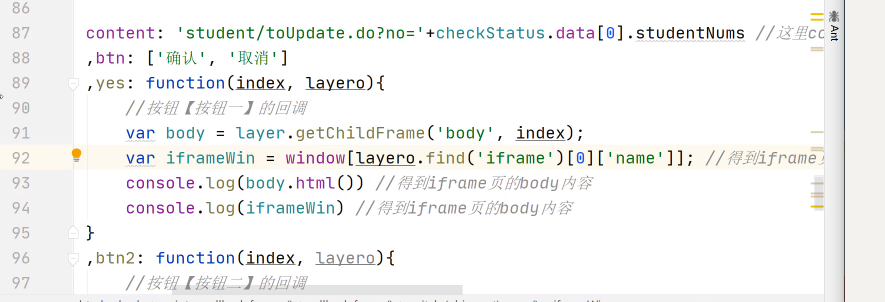 86
87 content: 'student/toUpdate.do?no='+checkStatus.data[0].studentNums //这里co
88 ,btn: ['确认', '取消']
89 ,yes: function(index, layero){
90 //按钮【按钮一】的回调
91 var body = layer.getChildFrame('body', index);
92 var iframeWin = window[layero.find('iframe')[0]['name']]; //得到iframe页
93 console.log(body.html()) //得到iframe页的body内容
94 console.log(iframeWin) //得到iframe页的body内容
95 }
96 ,btn2: function(index, layero){
97 //按钮【按钮二】的回调
Ant